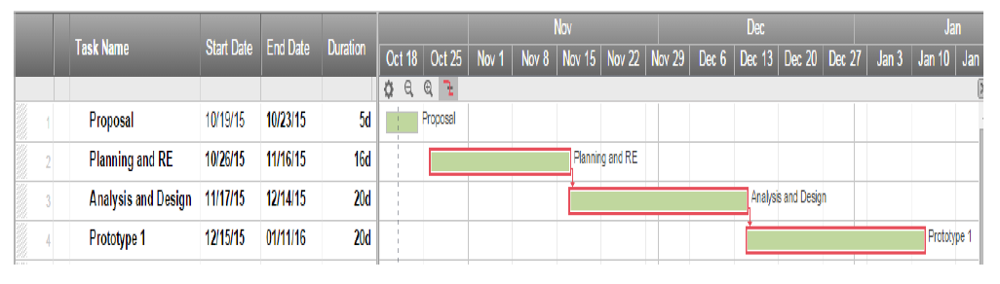 Nov Dec Jan
Task Name Start Date End Date Duration
Oct 18 Oct 25 Nov 1 Nov 8 Nov 15 Nov 22 Nov 29 Dec 6 Dec 13 Dec 20 Dec 27 Jan 3 Jan 10 Jan
1 Proposal 10/19/15 10/23/15 5d Proposal
2 Planning and RE 10/26/15 11/16/15 16d Planning and RE
3 Analysis and Design 11/17/15 12/14/15 20d Analysis and Design
4 Prototype 1 12/15/15 01/11/16 20d Prototype 1